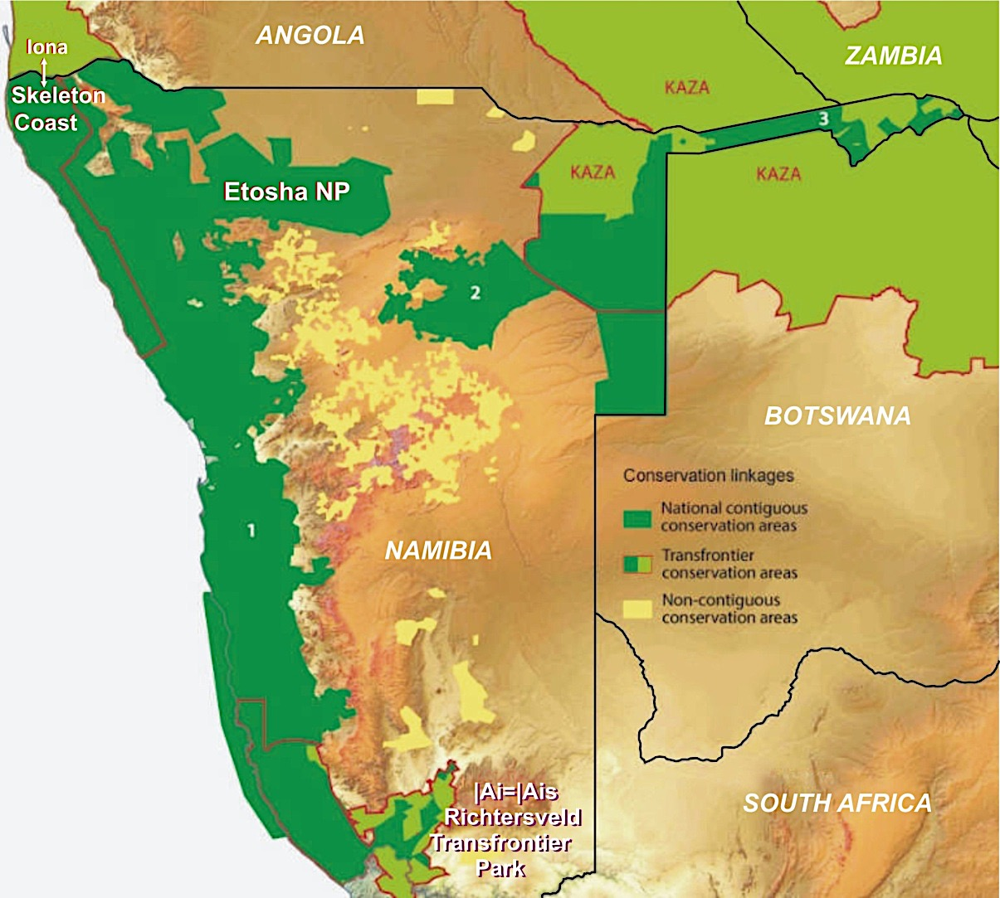 ANGOLA
Iona
ZAMBIA
KAZA
Skeleton
Coast
3
KAZA
KAZA
Etosha NP
2
BOTSWANA
Conservation linkages
National contiguous
conservation areas
1
NAMIBIA
Transfrontier
conservation areas
Non-contiguous
conservation areas
|Ai=|Ais
Richtersveld
Transfrontier
Park
SOUTH AFRICA